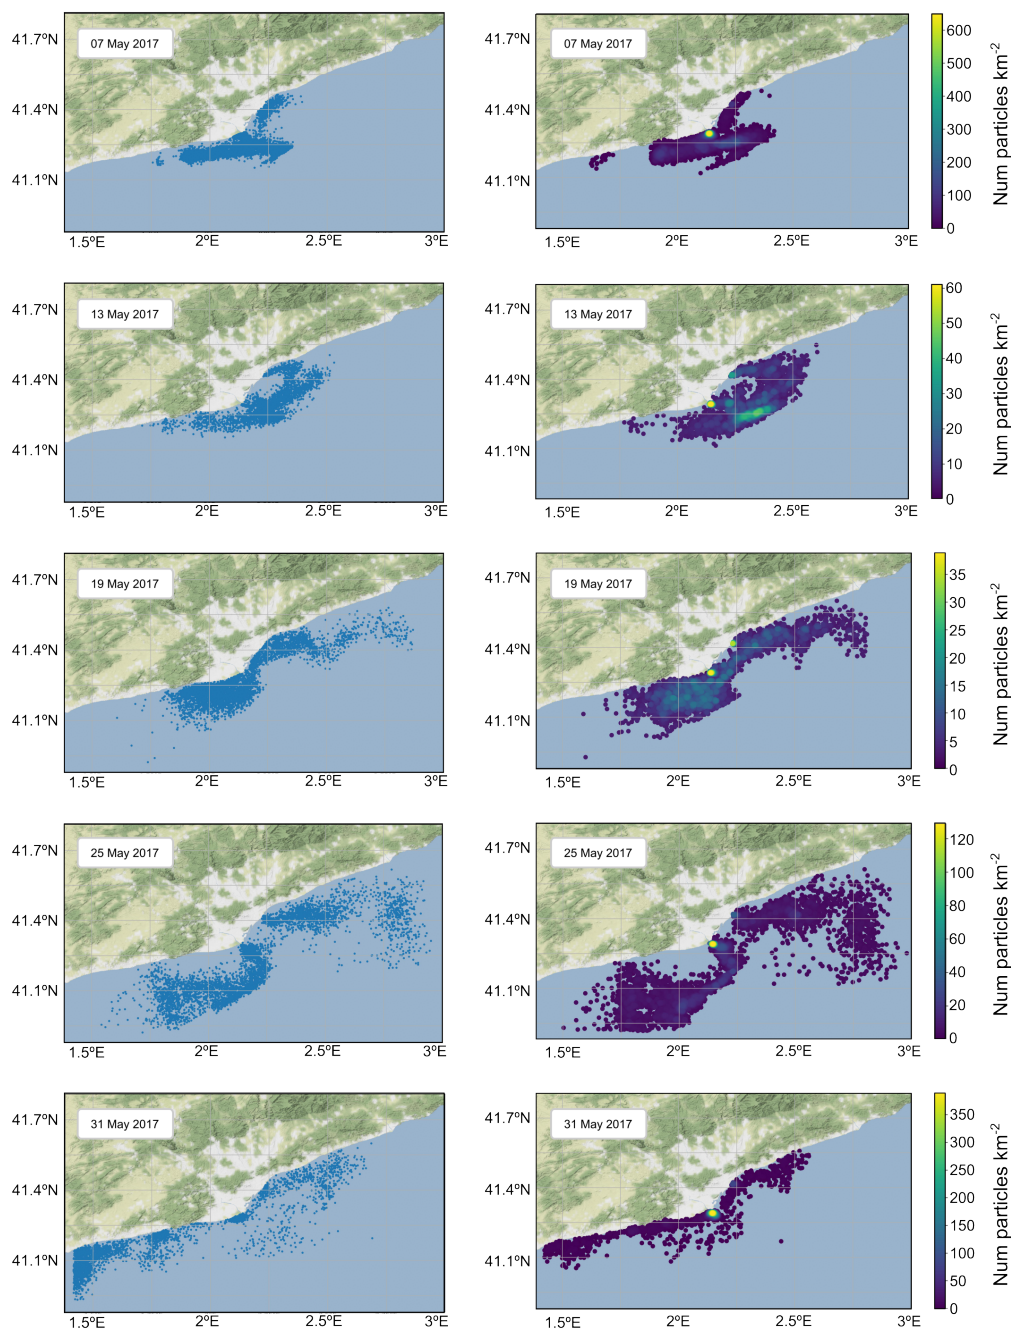 07 May 2017
41.7ºN
41.4ºN
41.1ºN
1.5ºE 2ºE 2.5ºE 3ºE
07 May 2017
41.7ºN
41.4ºN
41.1ºN
1.5ºE 2ºE 2.5ºE 3ºE
600
500
400
300
200
100
0
Num particles km-2
13 May 2017
41.7ºN
41.4ºN
41.1ºN
1.5ºE 2ºE 2.5ºE 3ºE
13 May 2017
41.7ºN
41.4ºN
41.1ºN
1.5ºE 2ºE 2.5ºE 3ºE
60
50
40
30
20
10
0
Num particles km-2
19 May 2017
41.7ºN
41.4ºN
41.1ºN
1.5ºE 2ºE 2.5ºE 3ºE
19 May 2017
41.7ºN
41.4ºN
41.1ºN
1.5ºE 2ºE 2.5ºE 3ºE
35
30
25
20
15
10
5
0
Num particles km-2
25 May 2017
41.7ºN
41.4ºN
41.1ºN
1.5ºE 2ºE 2.5ºE 3ºE
25 May 2017
41.7ºN
41.4ºN
41.1ºN
1.5ºE 2ºE 2.5ºE 3ºE
120
100
80
60
40
20
0
Num particles km-2
31 May 2017
41.7ºN
41.4ºN
41.1ºN
1.5ºE 2ºE 2.5ºE 3ºE
31 May 2017
41.7ºN
41.4ºN
41.1ºN
1.5ºE 2ºE 2.5ºE 3ºE
350
300
250
200
150
100
50
0
Num particles km-2